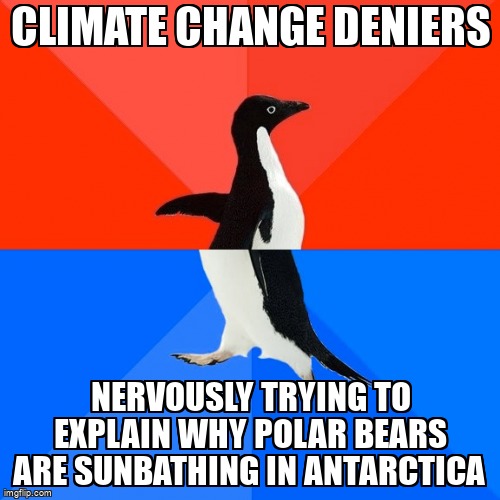 CLIMATE CHANGE DENIERS
NERVOUSLY TRYING TO
EXPLAIN WHY POLAR BEARS
ARE SUNBATHING IN ANTARCTICA
imgflip.com